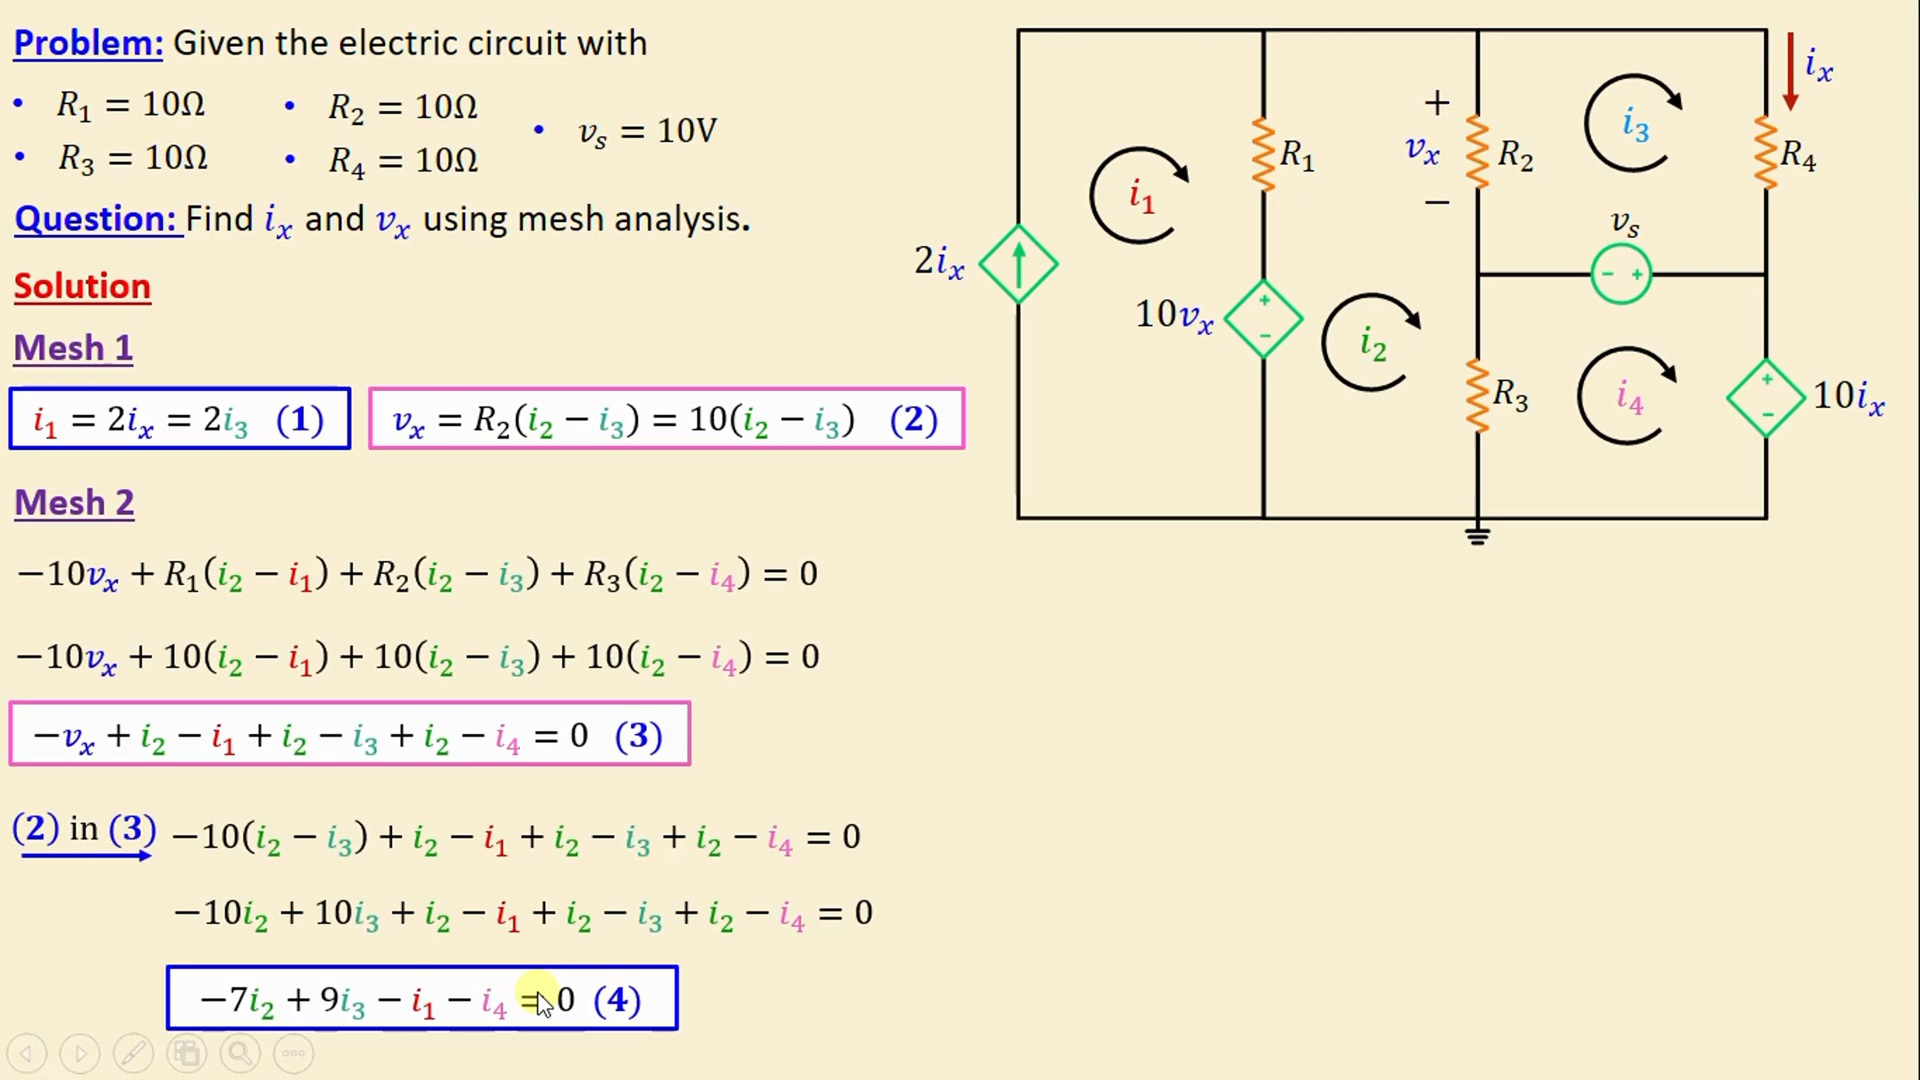 Problem: Given the electric circuit with
• R₁ = 10Ω • R₂ = 10Ω
• vₛ = 10V
• R₃ = 10Ω • R₄ = 10Ω
Question: Find iₓ and vₓ using mesh analysis.
Solution
Mesh 1
i₁ = 2iₓ = 2i₃ (1)
vₓ = R₂(i₂ − i₃) = 10(i₂ − i₃) (2)
Mesh 2
−10vₓ + R₁(i₂ − i₁) + R₂(i₂ − i₃) + R₃(i₂ − i₄) = 0
−10vₓ + 10(i₂ − i₁) + 10(i₂ − i₃) + 10(i₂ − i₄) = 0
−vₓ + i₂ − i₁ + i₂ − i₃ + i₂ − i₄ = 0 (3)
(2) in (3) −10(i₂ − i₃) + i₂ − i₁ + i₂ − i₃ + i₂ − i₄ = 0
−10i₂ + 10i₃ + i₂ − i₁ + i₂ − i₃ + i₂ − i₄ = 0
−7i₂ + 9i₃ − i₁ − i₄ = 0 (4)
iₓ
+
i₃
R₁
vₓ
R₂
R₄
i₁
−
vₛ
2iₓ
− +
10vₓ
+
−
i₂
R₃
i₄
+
−
10iₓ